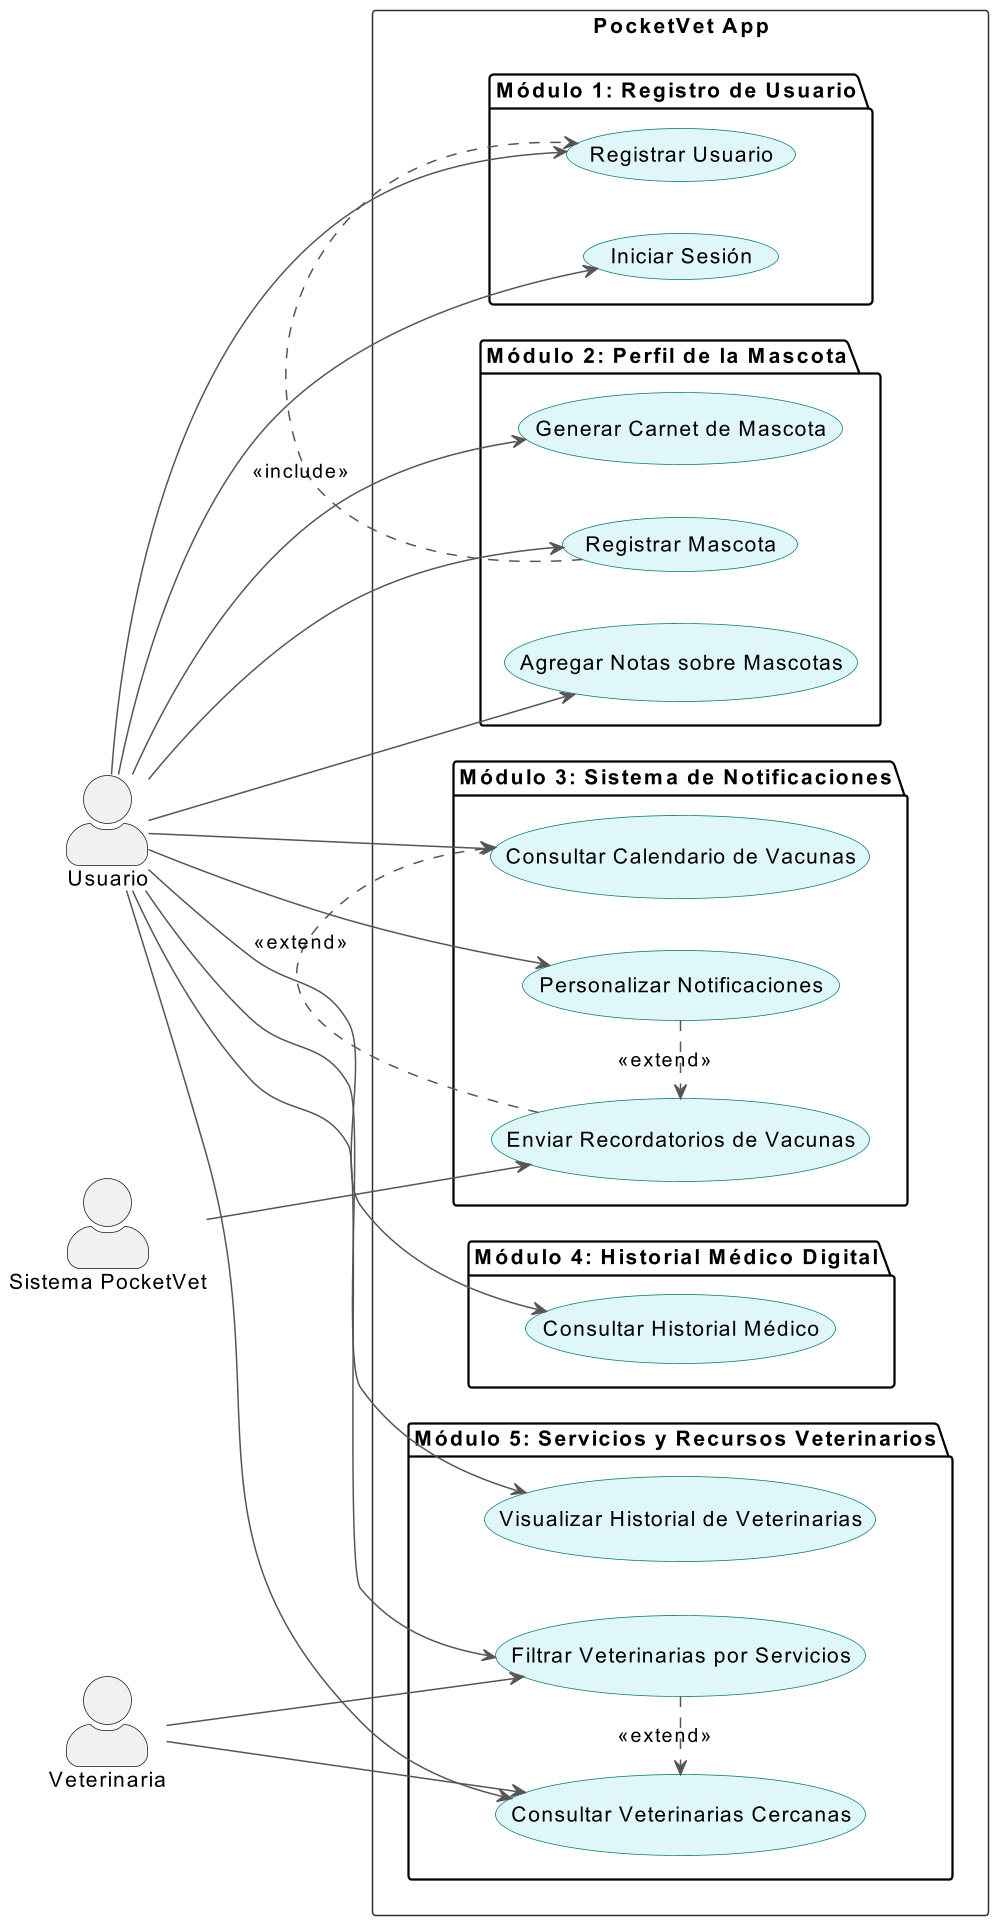 PocketVet App
Módulo 1: Registro de Usuario
Registrar Usuario
Iniciar Sesión
Módulo 2: Perfil de la Mascota
Generar Carnet de Mascota
«include»
Registrar Mascota
Agregar Notas sobre Mascotas
Módulo 3: Sistema de Notificaciones
Consultar Calendario de Vacunas
Usuario
«extend»
Personalizar Notificaciones
«extend»
Enviar Recordatorios de Vacunas
Módulo 4: Historial Médico Digital
Sistema PocketVet
Consultar Historial Médico
Módulo 5: Servicios y Recursos Veterinarios
Visualizar Historial de Veterinarias
Filtrar Veterinarias por Servicios
«extend»
Veterinaria
Consultar Veterinarias Cercanas